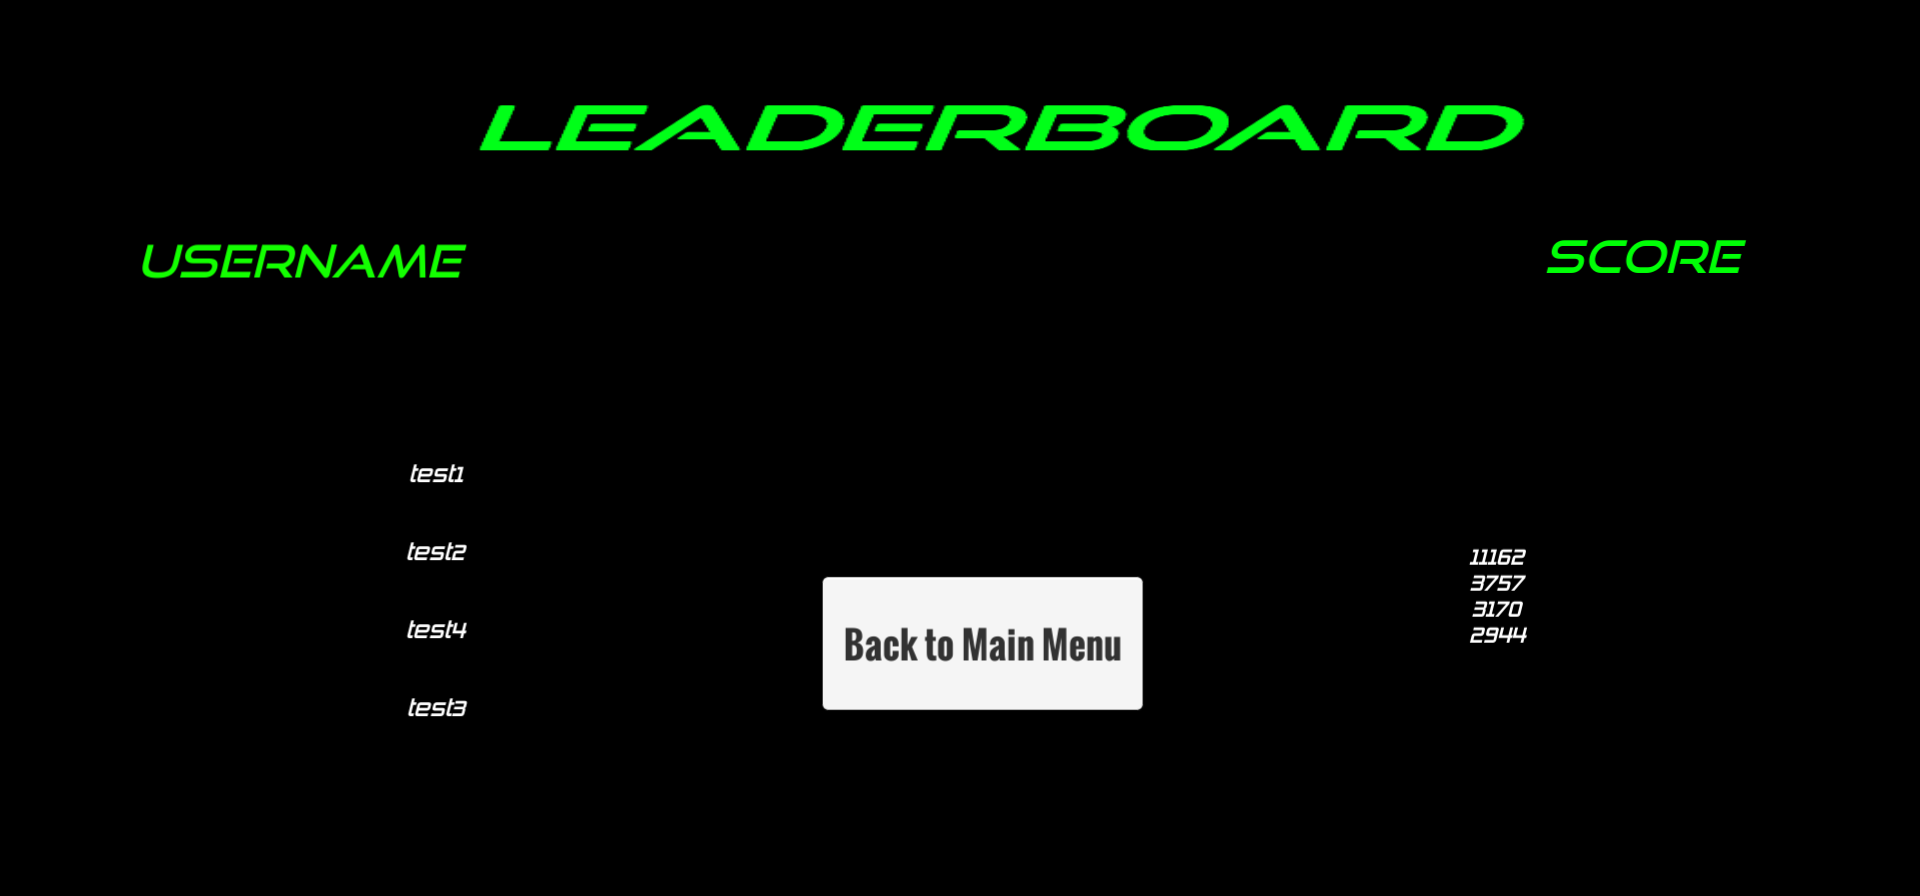 LEADERBOARD
USERNAME
SCORE
test1
test2
test4
test3
Back to Main Menu
11162
3757
3170
2944